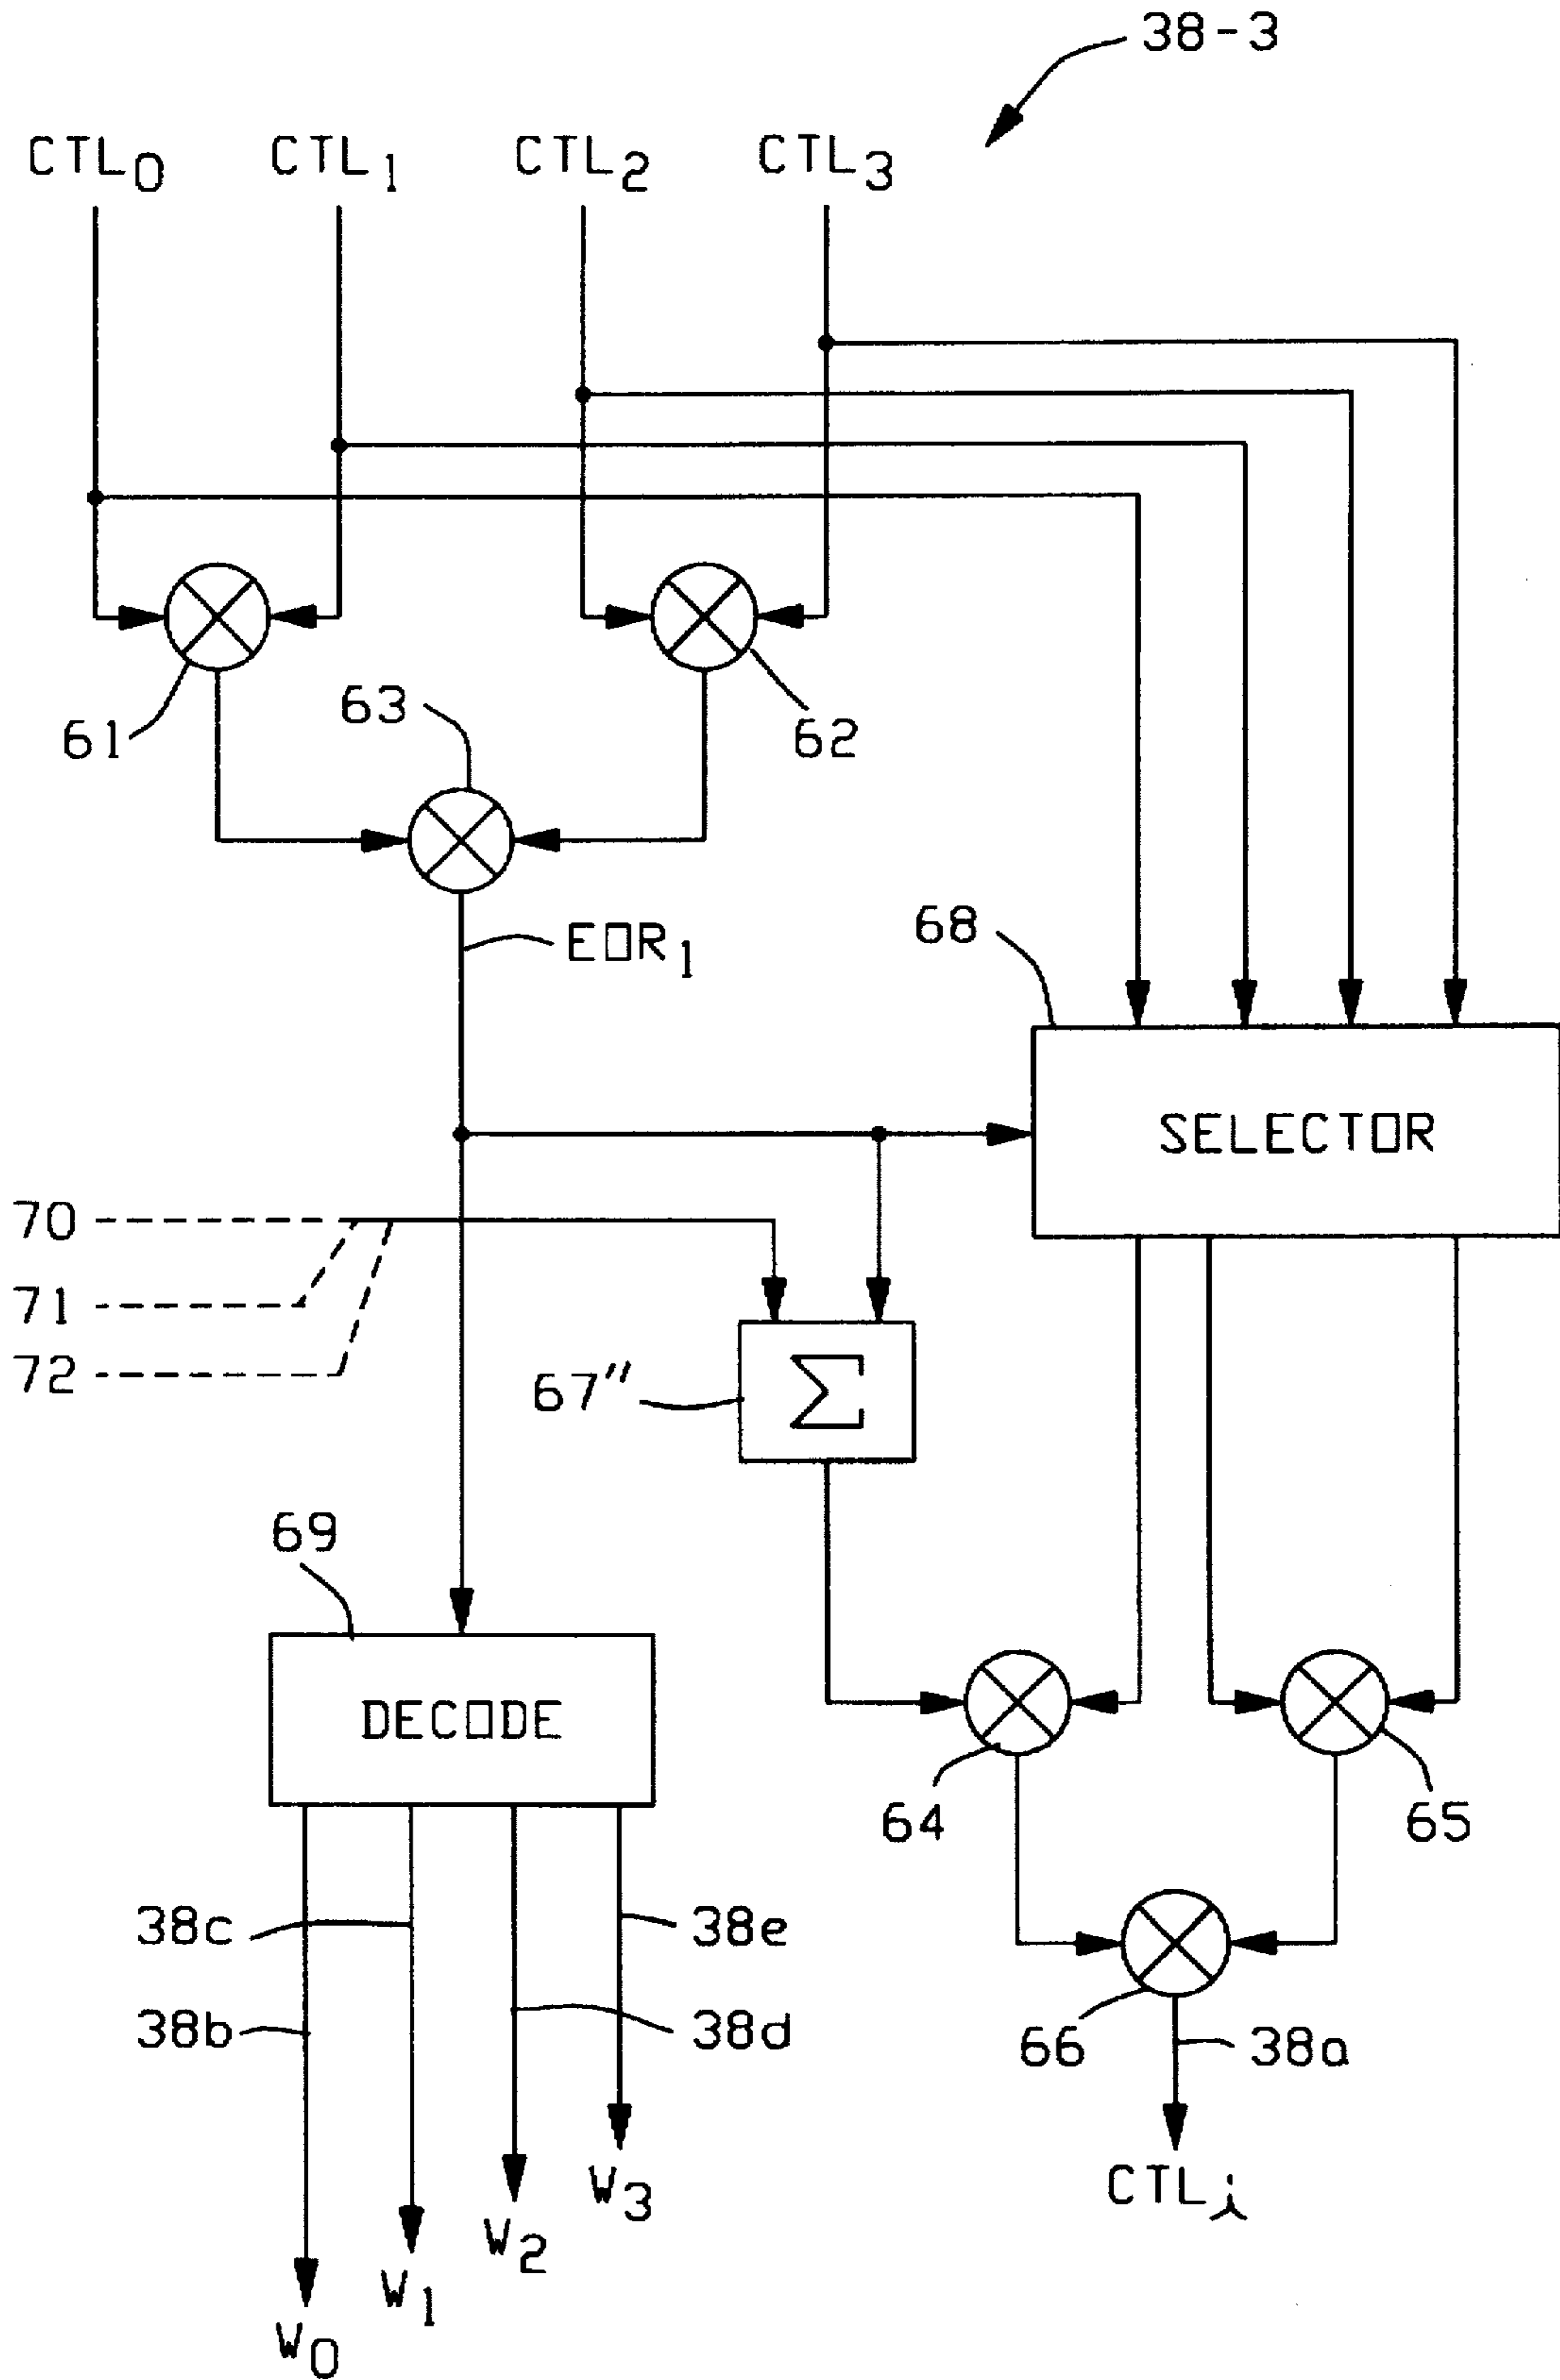 38-3
CTL0 CTL1 CTL2 CTL3
61
63
62
EOR1
68
SELECTOR
70
71
72
67"
Σ
69
DECODE
64
65
38c
38e
38b
38d
66
38a
W3
CTLi
W2
W1
W0